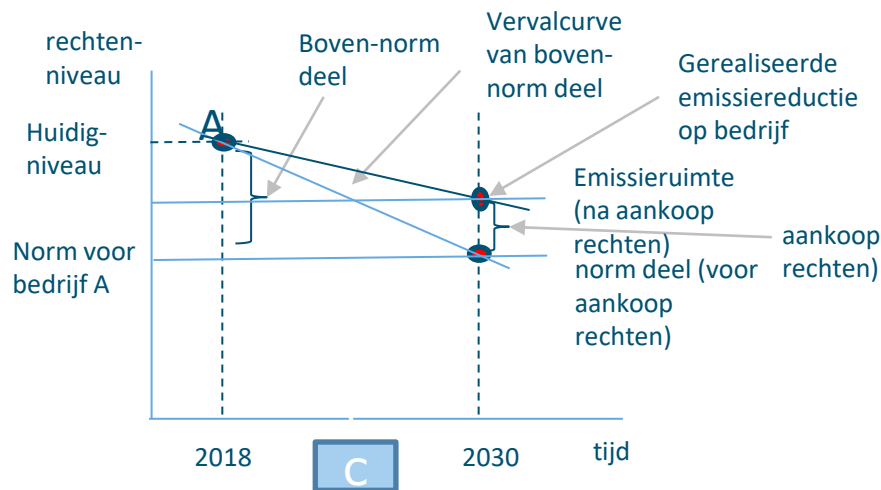 rechten-
niveau
Boven-norm
deel
Vervalcurve
van boven-
norm deel
Gerealiseerde
emissiereductie
op bedrijf
A
Huidig-
niveau
Emissieruimte
(na aankoop
rechten)
aankoop
rechten)
Norm voor
bedrijf A
norm deel (voor
aankoop
rechten)
2018
C
2030
tijd